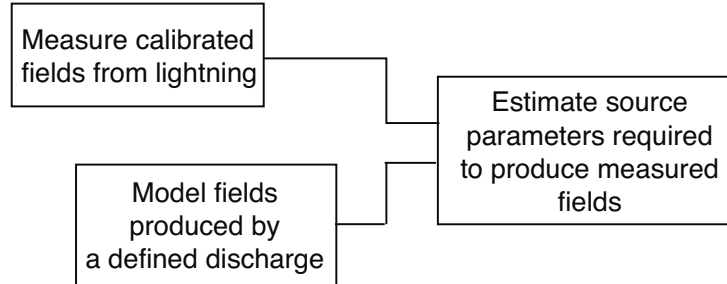 Measure calibrated
fields from lightning
Estimate source
parameters required
to produce measured
fields
Model fields
produced by
a defined discharge